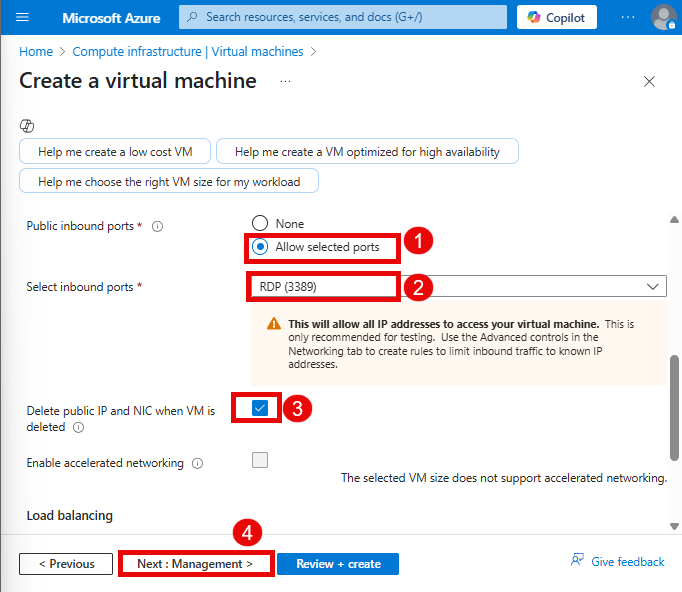 Microsoft Azure
Search resources, services, and docs (G+/)
Copilot
...
Home > Compute infrastructure | Virtual machines >
Create a virtual machine ...
Help me create a low cost VM
Help me create a VM optimized for high availability
Help me choose the right VM size for my workload
Public inbound ports *
None
Allow selected ports
1
Select inbound ports *
RDP (3389)
2
This will allow all IP addresses to access your virtual machine. This is
only recommended for testing. Use the Advanced controls in the
Networking tab to create rules to limit inbound traffic to known IP
addresses.
Delete public IP and NIC when VM is
deleted
3
Enable accelerated networking
The selected VM size does not support accelerated networking.
Load balancing
4
< Previous
Next : Management >
Review + create
Give feedback